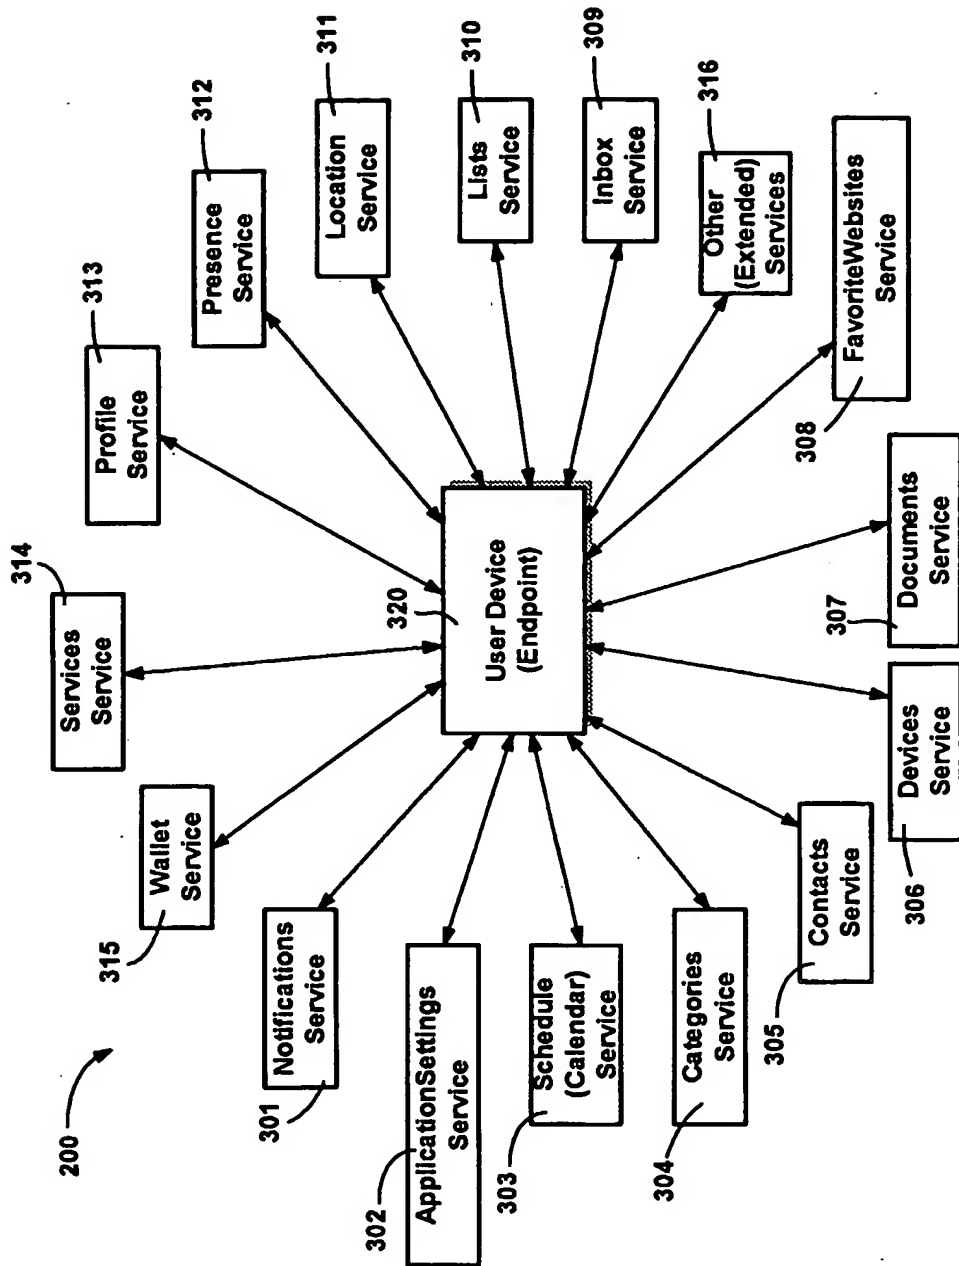 200
314
Services
Service
313
Profile
Service
312
Presence
Service
311
Location
Service
310
Lists
Service
309
Inbox
Service
316
Other
(Extended)
Services
308
FavoriteWebsites
Service
307
Documents
Service
306
Devices
Service
305
Contacts
Service
304
Categories
Service
303
Schedule
(Calendar)
Service
302
ApplicationSettings
Service
301
Notifications
Service
315
Wallet
Service
320
User Device
(Endpoint)